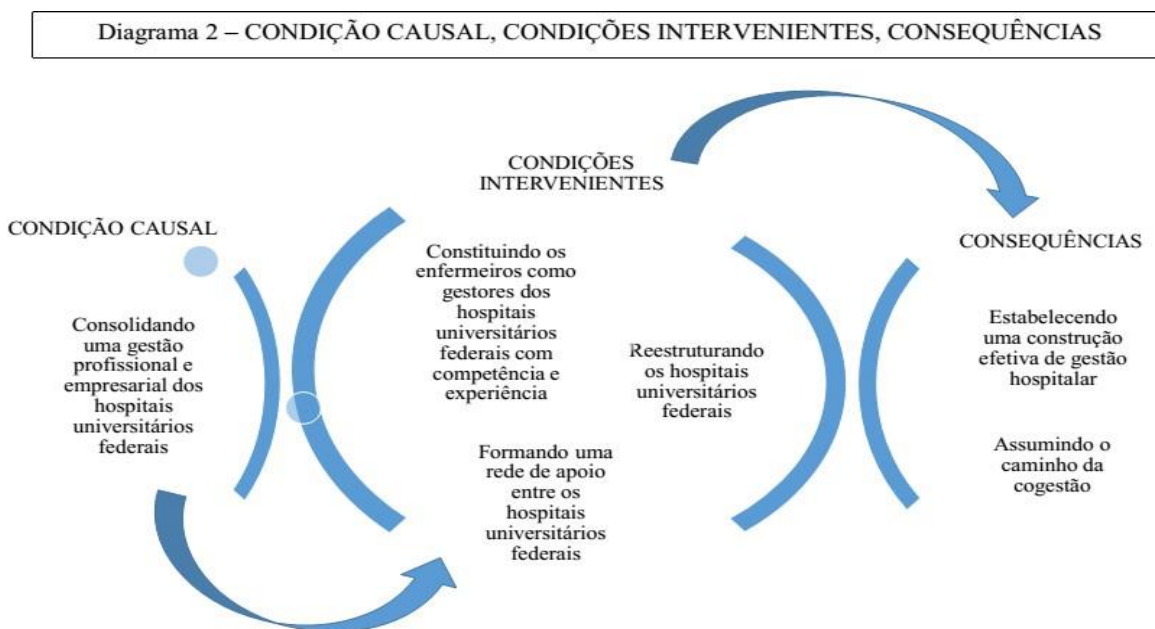 Diagrama 2 – CONDIÇÃO CAUSAL, CONDIÇÕES INTERVENIENTES, CONSEQUÊNCIAS
CONDIÇÃO CAUSAL
Consolidando
uma gestão
profissional e
empresarial dos
hospitais
universitários
federais
CONDIÇÕES
INTERVENIENTES
Constituindo os
enfermeiros como
gestores dos
hospitais
universitários
federais com
competência e
experiência
Formando uma
rede de apoio
entre os
hospitais
universitários
federais
Reestruturando
os hospitais
universitários
federais
CONSEQUÊNCIAS
Estabelecendo
uma construção
efetiva de gestão
hospitalar
Assumindo o
caminho da
cogestão